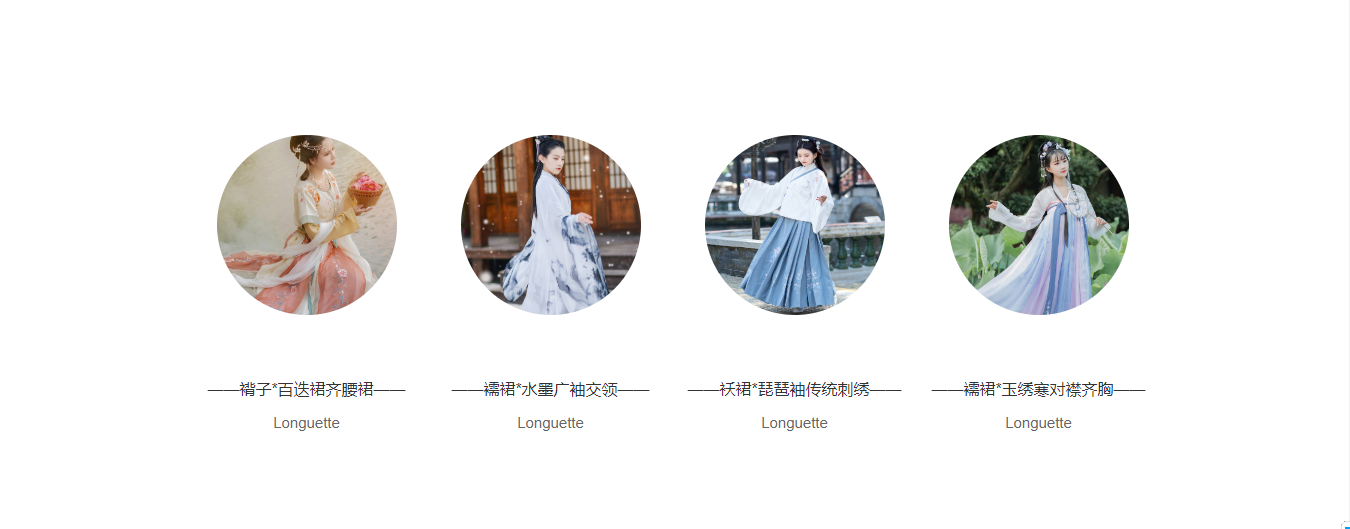 ——褙子*百迭裙齐腰裙——
Longuette
——襦裙*水墨广袖交领——
Longuette
——袄裙*琵琶袖传统刺绣——
Longuette
——襦裙*玉绣寒对襟齐胸——
Longuette